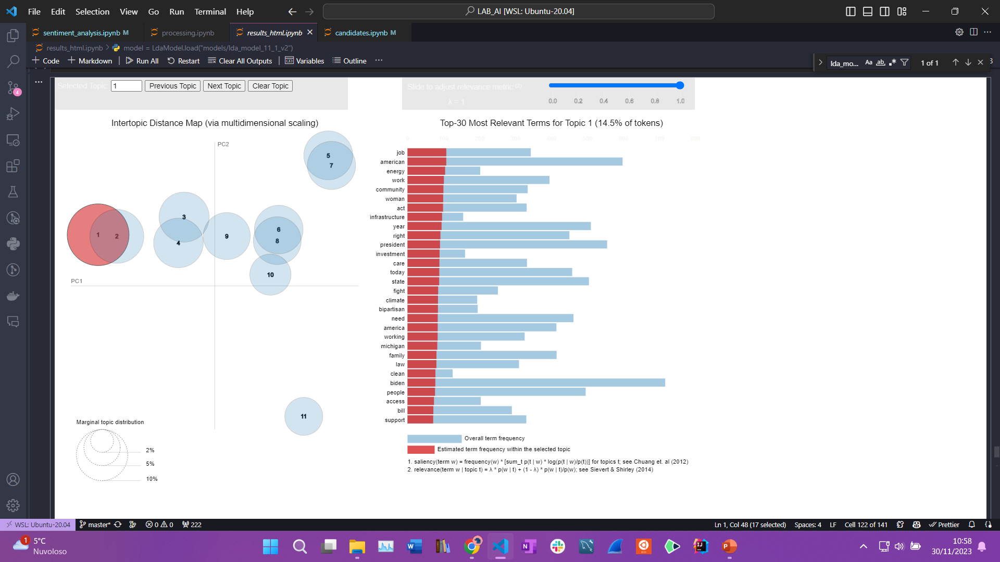 File Edit Selection View Go Run Terminal Help
LAB_AI [WSL: Ubuntu-20.04]
sentiment_analysis.ipynb M
processing.ipynb
results_html.ipynb
candidates.ipynb M
results_html.ipynb > model = LdaModel.load("models/lda_model_11_1_v2")
+ Code + Markdown Run All Restart Clear All Outputs Variables Outline ...
lda_mo... Aa ab 1 of 1
Selected Topic: 1 Previous Topic Next Topic Clear Topic
Slide to adjust relevance metric:(2)
λ = 1
0.0 0.2 0.4 0.6 0.8 1.0
Intertopic Distance Map (via multidimensional scaling)
PC2
PC1
5
7
3
1
2
4
9
6
8
10
11
Marginal topic distribution
2%
5%
10%
Top-30 Most Relevant Terms for Topic 1 (14.5% of tokens)
0 100 200 300 400 500 600 700 800
job
american
energy
work
community
woman
act
infrastructure
year
right
president
investment
care
today
state
fight
climate
bipartisan
need
america
working
michigan
family
law
clean
biden
people
access
bill
support
Overall term frequency
Estimated term frequency within the selected topic
1. saliency(term w) = frequency(w) * [sum_t p(t | w) * log(p(t | w)/p(t))] for topics t; see Chuang et. al (2012)
2. relevance(term w | topic t) = λ * p(w | t) + (1 - λ) * p(w | t)/p(w); see Sievert & Shirley (2014)
4
WSL: Ubuntu-20.04 master* 0 0 222
Ln 1, Col 48 (17 selected) Spaces: 4 LF Cell 122 of 141 Prettier
1
5°C
Nuvoloso
10:58
30/11/2023